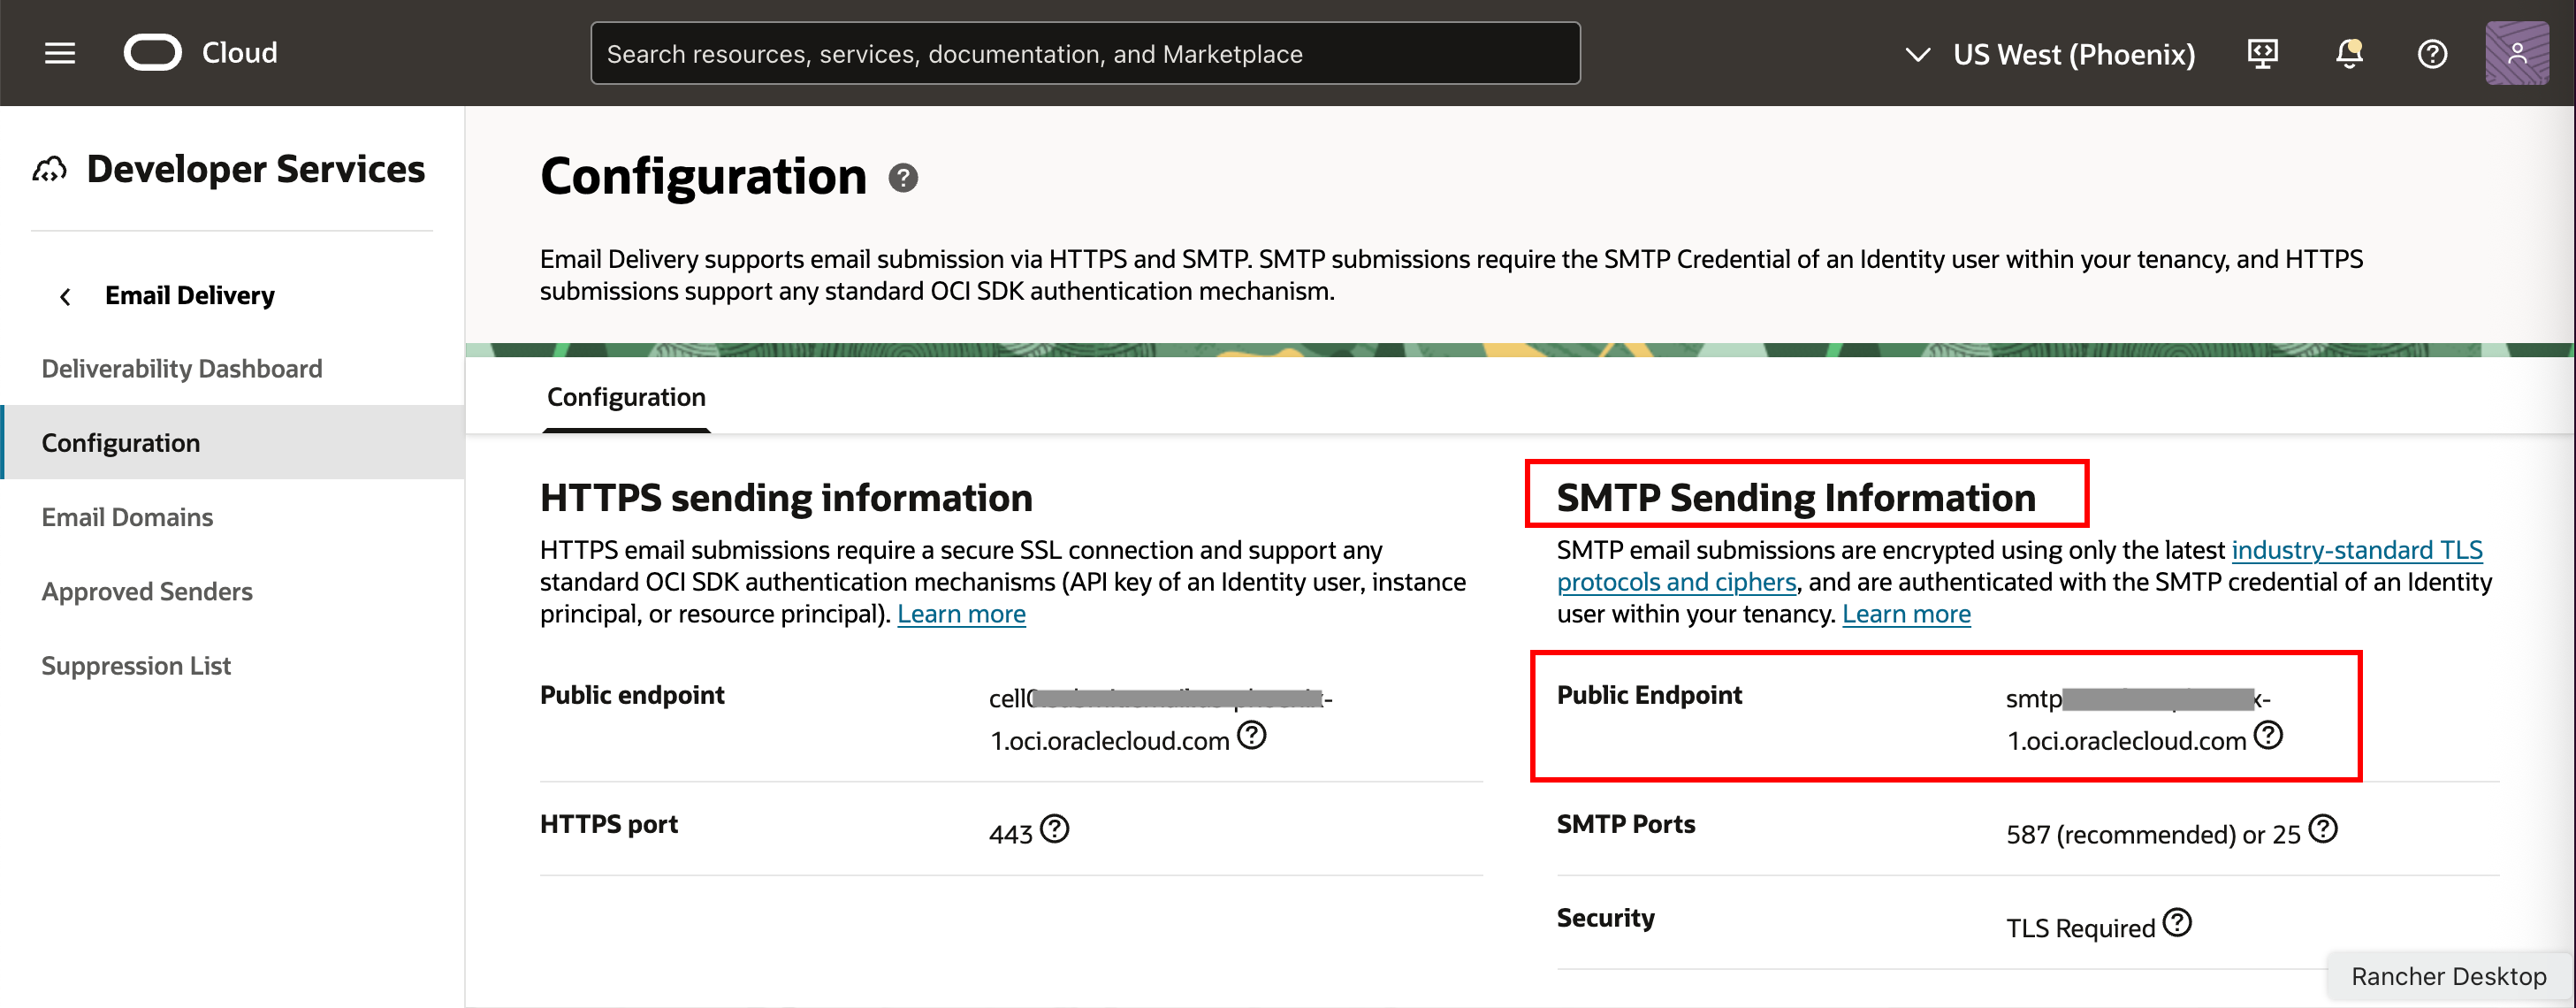 Cloud
Search resources, services, documentation, and Marketplace
US West (Phoenix)
Developer Services
Email Delivery
Deliverability Dashboard
Configuration
Email Domains
Approved Senders
Suppression List
Configuration
Email Delivery supports email submission via HTTPS and SMTP. SMTP submissions require the SMTP Credential of an Identity user within your tenancy, and HTTPS
submissions support any standard OCI SDK authentication mechanism.
Configuration
HTTPS sending information
HTTPS email submissions require a secure SSL connection and support any
standard OCI SDK authentication mechanisms (API key of an Identity user, instance
principal, or resource principal). Learn more
Public endpoint
1.oci.oraclecloud.com
HTTPS port
443
SMTP Sending Information
SMTP email submissions are encrypted using only the latest industry-standard TLS
protocols and ciphers, and are authenticated with the SMTP credential of an Identity
user within your tenancy. Learn more
Public Endpoint
smtp
1.oci.oraclecloud.com
SMTP Ports
587 (recommended) or 25
Security
TLS Required
Rancher Desktop